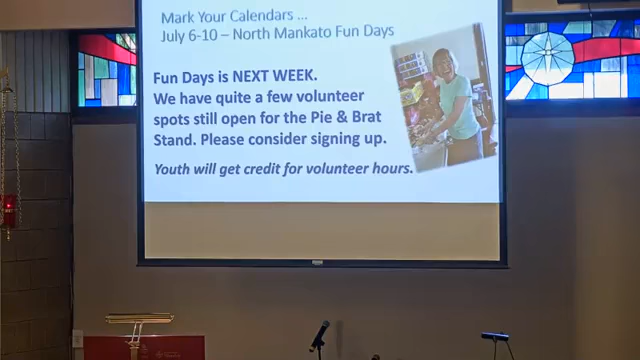 Mark Your Calendars ...
July 6-10 – North Mankato Fun Days
Fun Days is NEXT WEEK.
We have quite a few volunteer
spots still open for the Pie & Brat
Stand. Please consider signing up.
Youth will get credit for volunteer hours.